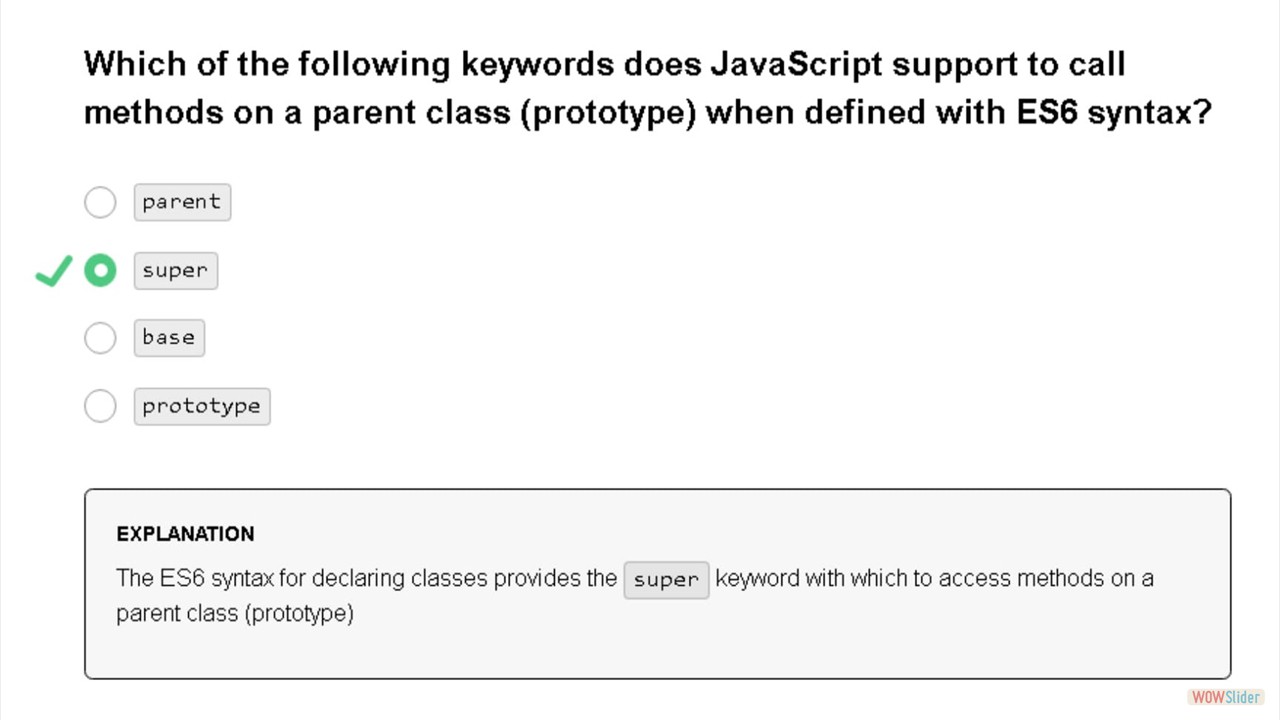 Which of the following keywords does JavaScript support to call
methods on a parent class (prototype) when defined with ES6 syntax?
parent
super
base
prototype
EXPLANATION
The ES6 syntax for declaring classes provides the super keyword with which to access methods on a
parent class (prototype)
WOWSlider